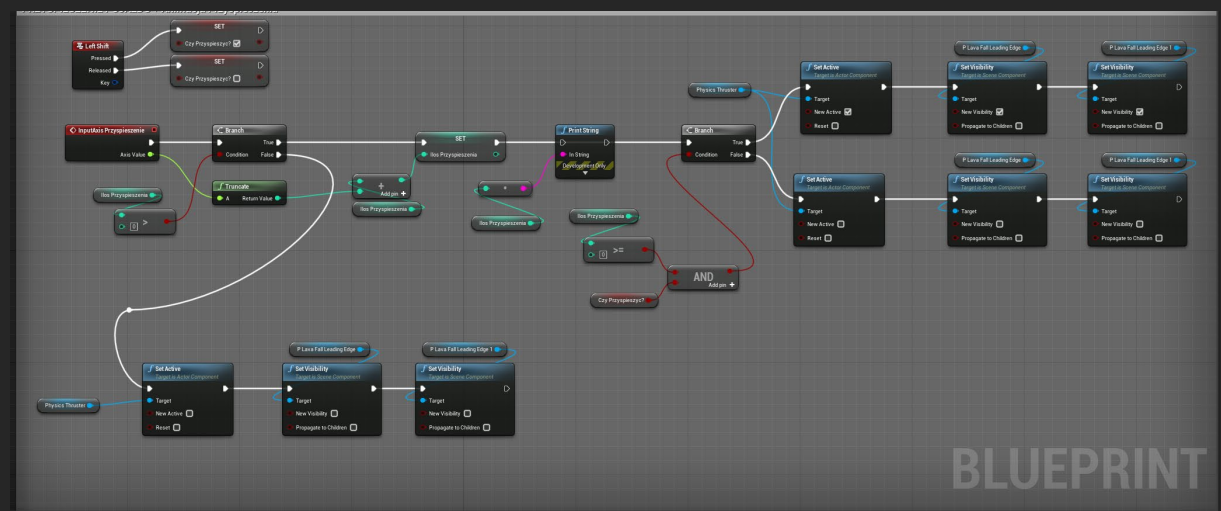 SET
Czy Przyspieszyc?
Left Shift
Pressed
Released
Key
SET
Czy Przyspieszyc?
InputAxis Przyspieszenie
Axis Value
Branch
True
Condition
False
Truncate
A
Return Value
Ilos Przyspieszenia
0
>
+
Add pin +
Ilos Przyspieszenia
SET
Ilos Przyspieszenia
Ilos Przyspieszenia
Print String
In String
Development Only
Ilos Przyspieszenia
0
>=
AND
Add pin +
Czy Przyspieszyc?
Branch
True
Condition
False
Physics Thruster
Set Active
Target is Actor Component
Target
New Active
Reset
P Lava Fall Leading Edge
Set Visibility
Target is Scene Component
Target
New Visibility
Propagate to Children
P Lava Fall Leading Edge 1
Set Visibility
Target is Scene Component
Target
New Visibility
Propagate to Children
Set Active
Target is Actor Component
Target
New Active
Reset
P Lava Fall Leading Edge
Set Visibility
Target is Scene Component
Target
New Visibility
Propagate to Children
P Lava Fall Leading Edge 1
Set Visibility
Target is Scene Component
Target
New Visibility
Propagate to Children
Physics Thruster
Set Active
Target is Actor Component
Target
New Active
Reset
P Lava Fall Leading Edge
Set Visibility
Target is Scene Component
Target
New Visibility
Propagate to Children
P Lava Fall Leading Edge 1
Set Visibility
Target is Scene Component
Target
New Visibility
Propagate to Children
BLUEPRINT